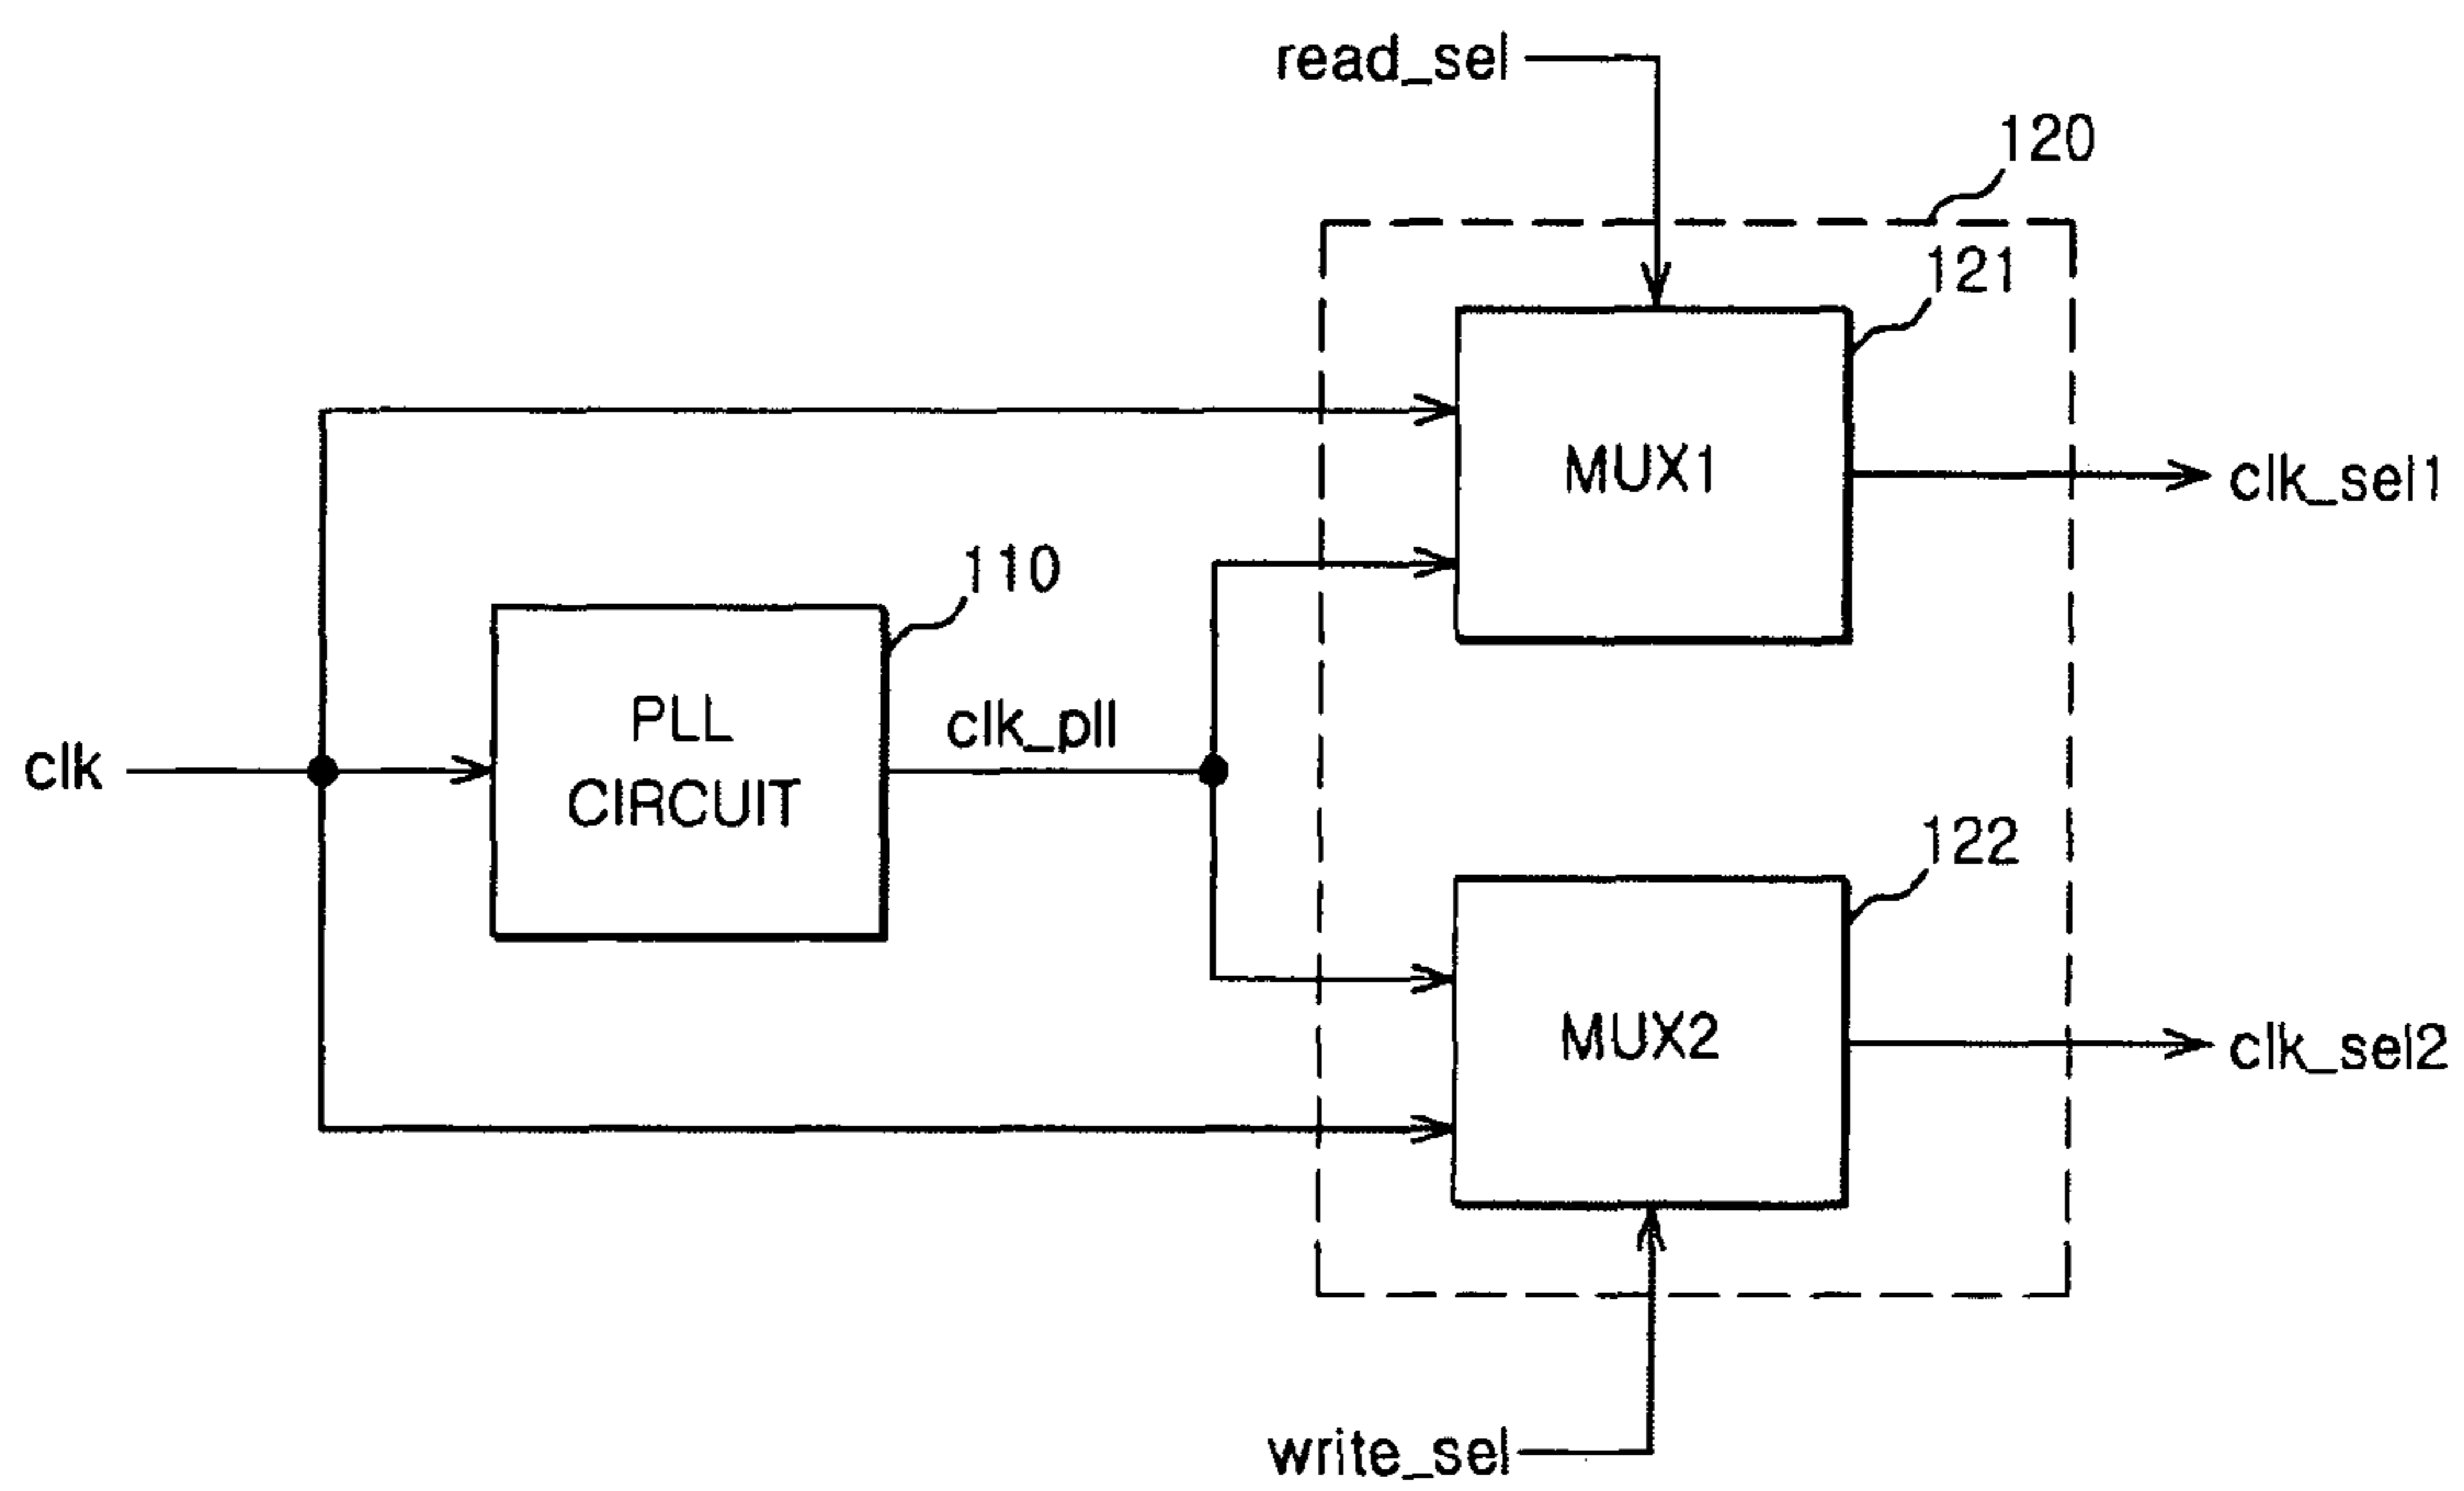 read_sel
120
121
MUX1
clk_sel1
110
PLL
CIRCUIT
clk_pll
clk
122
MUX2
clk_sel2
write_sel